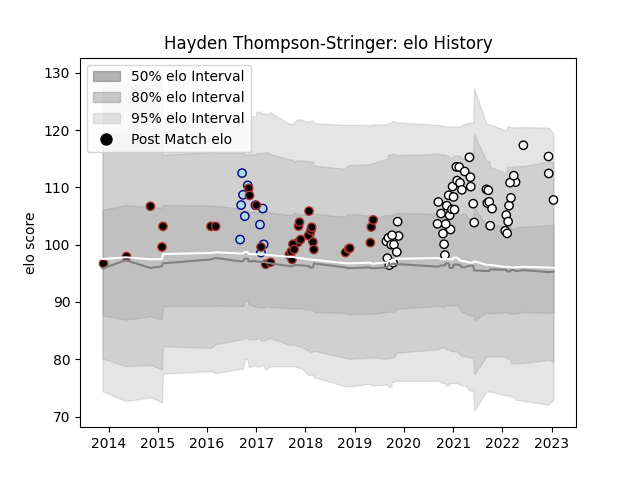 Hayden Thompson-Stringer: elo History
50% elo Interval
80% elo Interval
95% elo Interval
Post Match elo
elo score
130
120
110
100
90
80
70
2014 2015 2016 2017 2018 2019 2020 2021 2022 2023